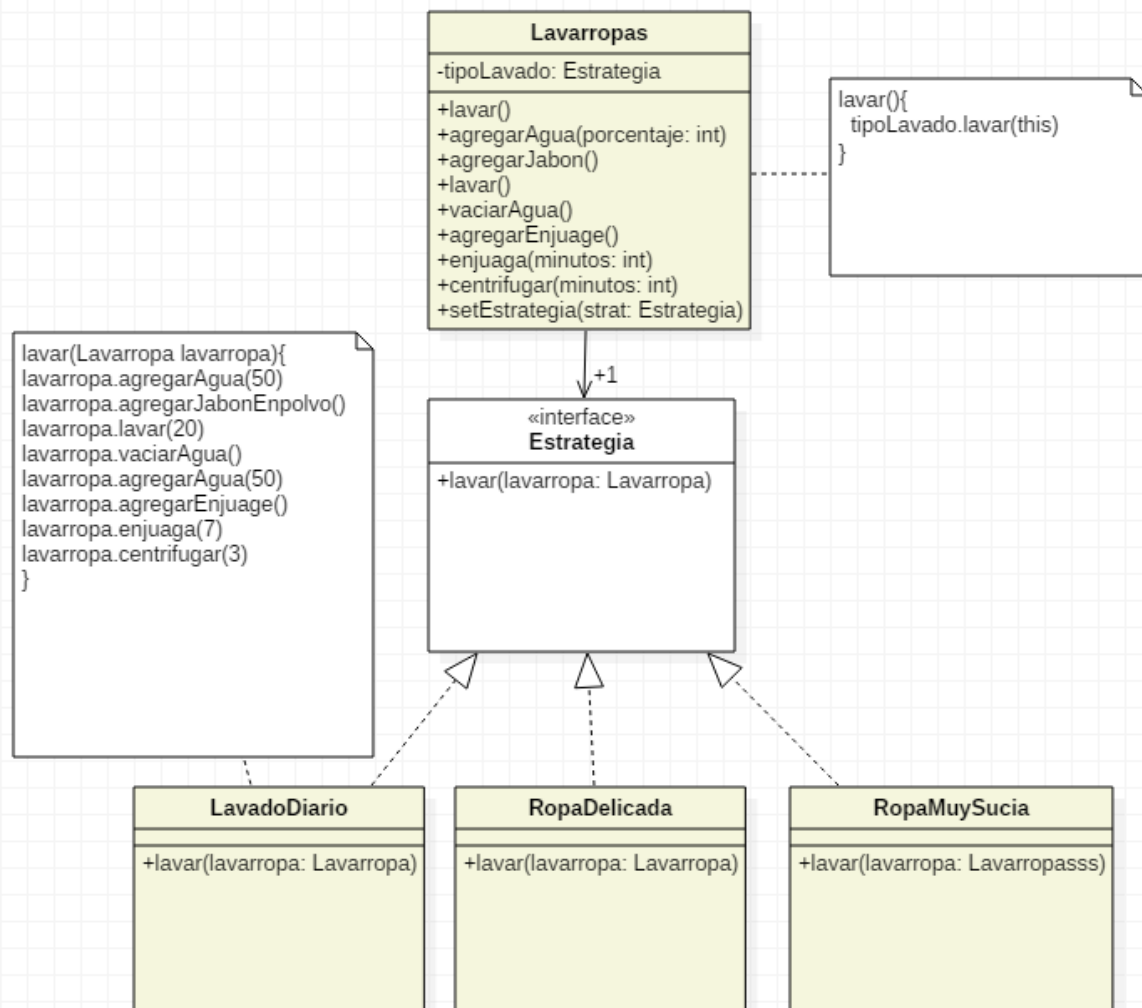 Lavarropas
-tipoLavado: Estrategia
+lavar()
+agregarAgua(porcentaje: int)
+agregarJabon()
+lavar()
+vaciarAgua()
+agregarEnjuage()
+enjuaga(minutos: int)
+centrifugar(minutos: int)
+setEstrategia(strat: Estrategia)
lavar(){
tipoLavado.lavar(this)
}
lavar(Lavarropa lavarropa){
lavarropa.agregarAgua(50)
lavarropa.agregarJabonEnpolvo()
lavarropa.lavar(20)
lavarropa.vaciarAgua()
lavarropa.agregarAgua(50)
lavarropa.agregarEnjuage()
lavarropa.enjuaga(7)
lavarropa.centrifugar(3)
}
+1
«interface»
Estrategia
+lavar(lavarropa: Lavarropa)
LavadoDiario
+lavar(lavarropa: Lavarropa)
RopaDelicada
+lavar(lavarropa: Lavarropa)
RopaMuySucia
+lavar(lavarropa: Lavarropasss)